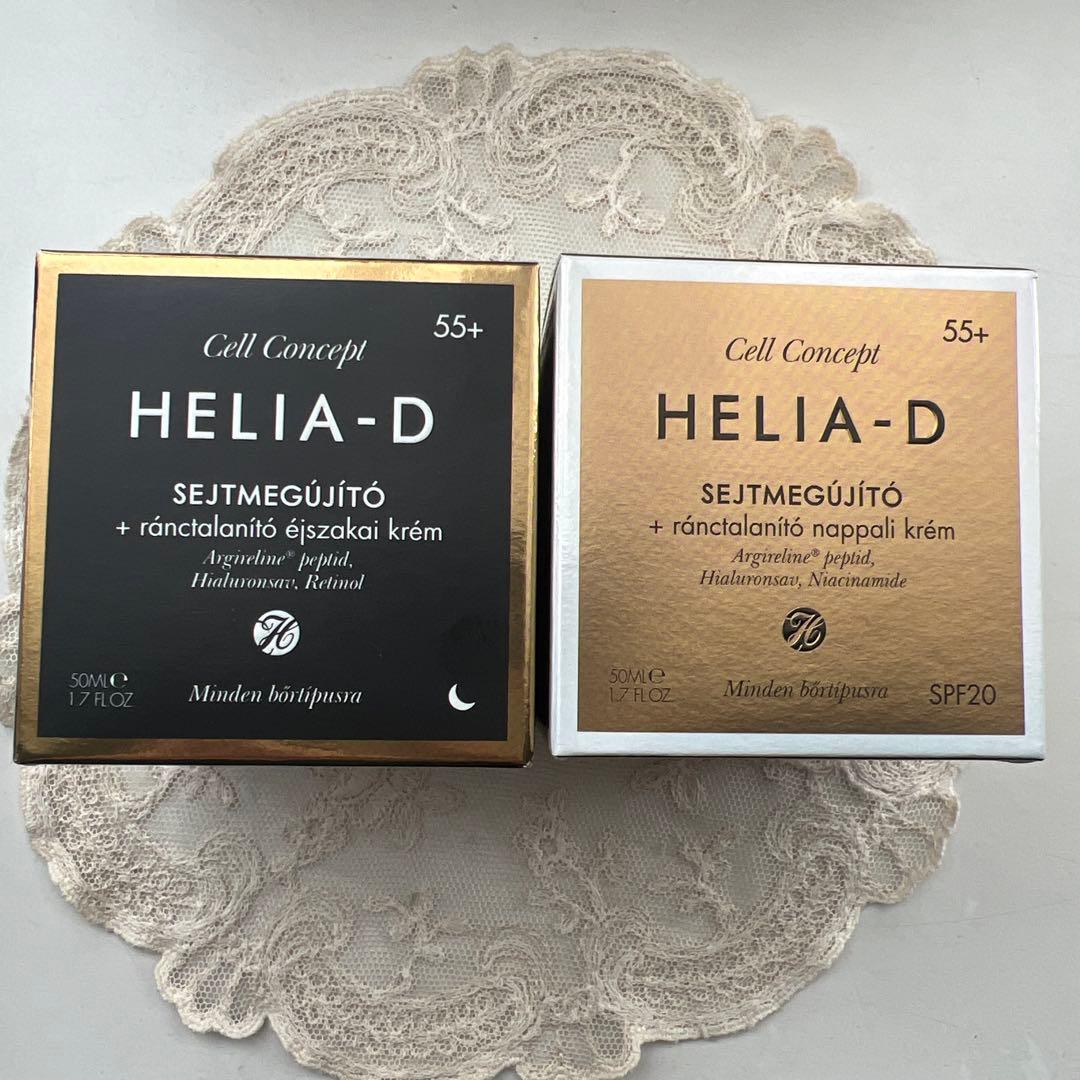 55+
Cell Concept
HELIA-D
SEJTMEGÚJÍTÓ
+ ránctalanító éjszakai krém
Argireline® peptid,
Hialuronsav, Retinol
H
50ML℮
1.7 FL.OZ.
Minden bőrtípusra
55+
Cell Concept
HELIA-D
SEJTMEGÚJÍTÓ
+ ránctalanító nappali krém
Argireline® peptid,
Hialuronsav, Niacinamide
H
50ML℮
1.7 FL.OZ.
Minden bőrtípusra
SPF20